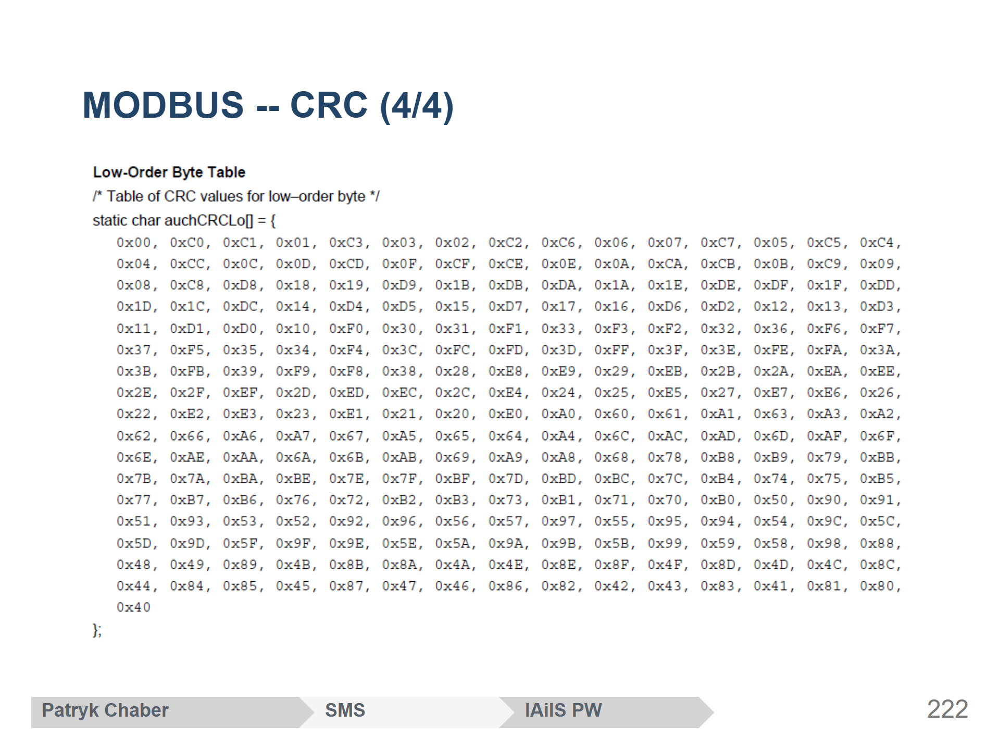 MODBUS -- CRC (4/4)
Low-Order Byte Table
/* Table of CRC values for low–order byte */
static char auchCRCLo[] = {
0x00, 0xC0, 0xC1, 0x01, 0xC3, 0x03, 0x02, 0xC2, 0xC6, 0x06, 0x07, 0xC7, 0x05, 0xC5, 0xC4,
0x04, 0xCC, 0x0C, 0x0D, 0xCD, 0x0F, 0xCF, 0xCE, 0x0E, 0x0A, 0xCA, 0xCB, 0x0B, 0xC9, 0x09,
0x08, 0xC8, 0xD8, 0x18, 0x19, 0xD9, 0x1B, 0xDB, 0xDA, 0x1A, 0x1E, 0xDE, 0xDF, 0x1F, 0xDD,
0x1D, 0x1C, 0xDC, 0x14, 0xD4, 0xD5, 0x15, 0xD7, 0x17, 0x16, 0xD6, 0xD2, 0x12, 0x13, 0xD3,
0x11, 0xD1, 0xD0, 0x10, 0xF0, 0x30, 0x31, 0xF1, 0x33, 0xF3, 0xF2, 0x32, 0x36, 0xF6, 0xF7,
0x37, 0xF5, 0x35, 0x34, 0xF4, 0x3C, 0xFC, 0xFD, 0x3D, 0xFF, 0x3F, 0x3E, 0xFE, 0xFA, 0x3A,
0x3B, 0xFB, 0x39, 0xF9, 0xF8, 0x38, 0x28, 0xE8, 0xE9, 0x29, 0xEB, 0x2B, 0x2A, 0xEA, 0xEE,
0x2E, 0x2F, 0xEF, 0x2D, 0xED, 0xEC, 0x2C, 0xE4, 0x24, 0x25, 0xE5, 0x27, 0xE7, 0xE6, 0x26,
0x22, 0xE2, 0xE3, 0x23, 0xE1, 0x21, 0x20, 0xE0, 0xA0, 0x60, 0x61, 0xA1, 0x63, 0xA3, 0xA2,
0x62, 0x66, 0xA6, 0xA7, 0x67, 0xA5, 0x65, 0x64, 0xA4, 0x6C, 0xAC, 0xAD, 0x6D, 0xAF, 0x6F,
0x6E, 0xAE, 0xAA, 0x6A, 0x6B, 0xAB, 0x69, 0xA9, 0xA8, 0x68, 0x78, 0xB8, 0xB9, 0x79, 0xBB,
0x7B, 0x7A, 0xBA, 0xBE, 0x7E, 0x7F, 0xBF, 0x7D, 0xBD, 0xBC, 0x7C, 0xB4, 0x74, 0x75, 0xB5,
0x77, 0xB7, 0xB6, 0x76, 0x72, 0xB2, 0xB3, 0x73, 0xB1, 0x71, 0x70, 0xB0, 0x50, 0x90, 0x91,
0x51, 0x93, 0x53, 0x52, 0x92, 0x96, 0x56, 0x57, 0x97, 0x55, 0x95, 0x94, 0x54, 0x9C, 0x5C,
0x5D, 0x9D, 0x5F, 0x9F, 0x9E, 0x5E, 0x5A, 0x9A, 0x9B, 0x5B, 0x99, 0x59, 0x58, 0x98, 0x88,
0x48, 0x49, 0x89, 0x4B, 0x8B, 0x8A, 0x4A, 0x4E, 0x8E, 0x8F, 0x4F, 0x8D, 0x4D, 0x4C, 0x8C,
0x44, 0x84, 0x85, 0x45, 0x87, 0x47, 0x46, 0x86, 0x82, 0x42, 0x43, 0x83, 0x41, 0x81, 0x80,
0x40
};
Patryk Chaber SMS IAiIS PW 222